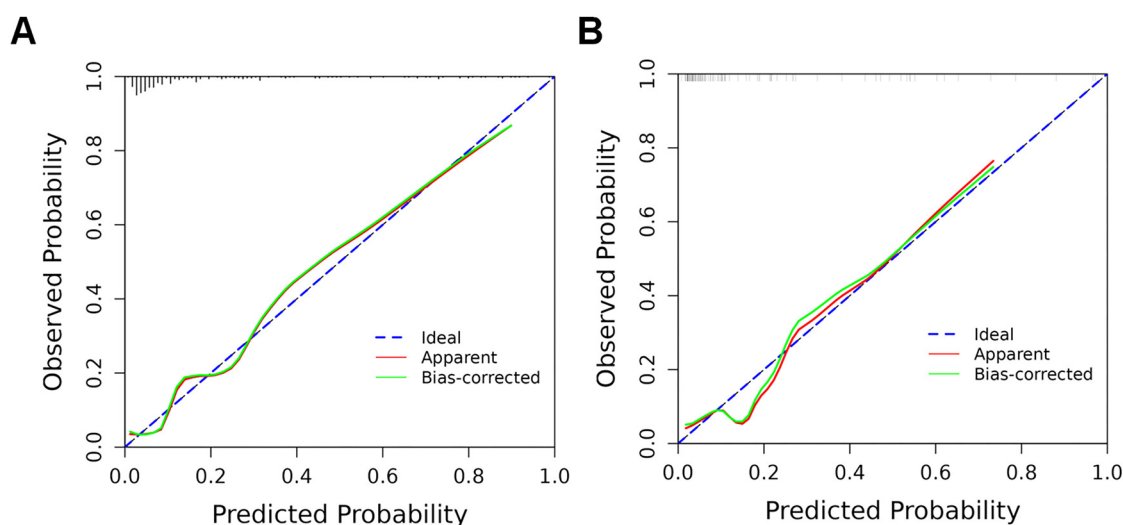 A
1.0
0.8
0.6
0.4
0.2
0.0
Observed Probability
Ideal
Apparent
Bias-corrected
0.0 0.2 0.4 0.6 0.8 1.0
Predicted Probability
B
1.0
0.8
0.6
0.4
0.2
0.0
Observed Probability
Ideal
Apparent
Bias-corrected
0.0 0.2 0.4 0.6 0.8 1.0
Predicted Probability